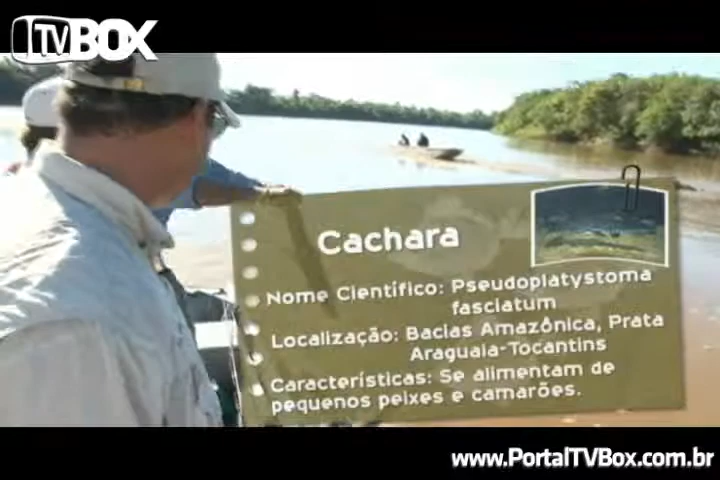 TVBOX
Cachara
Nome Científico: Pseudoplatystoma
fasciatum
Localização: Bacias Amazônica, Prata
Araguaia-Tocantins
Características: Se alimentam de
pequenos peixes e camarões.
www.PortalTVBox.com.br